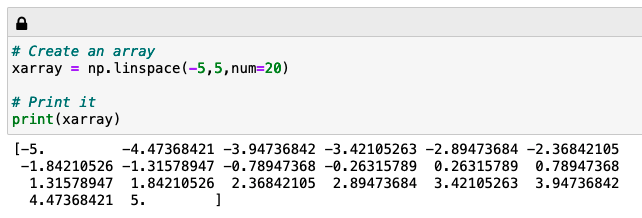 # Create an array
xarray = np.linspace(-5,5,num=20)
# Print it
print(xarray)
[-5.         -4.47368421 -3.94736842 -3.42105263 -2.89473684 -2.36842105
 -1.84210526 -1.31578947 -0.78947368 -0.26315789  0.26315789  0.78947368
  1.31578947  1.84210526  2.36842105  2.89473684  3.42105263  3.94736842
  4.47368421  5.        ]